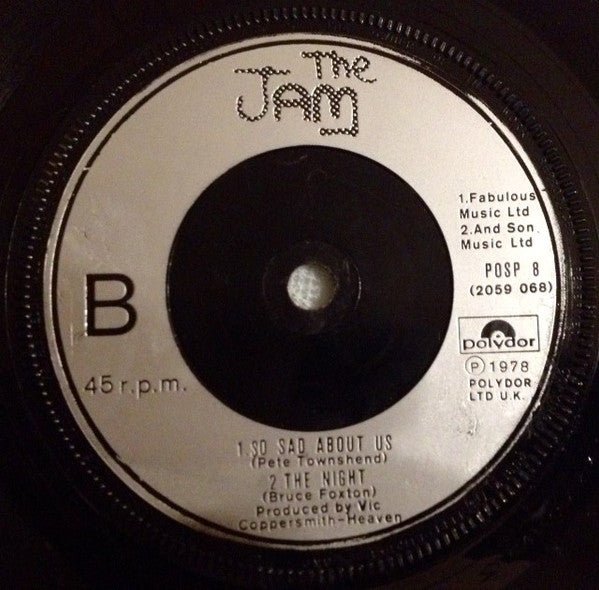 The
JAM
1.Fabulous
Music Ltd
2.And Son.
Music Ltd
POSP 8
(2059 068)
B
polydor
℗ 1978
POLYDOR
LTD U.K.
45 r.p.m.
1.SO SAD ABOUT US
(Pete Townshend)
2.THE NIGHT
(Bruce Foxton)
Produced by Vic
Coppersmith-Heaven